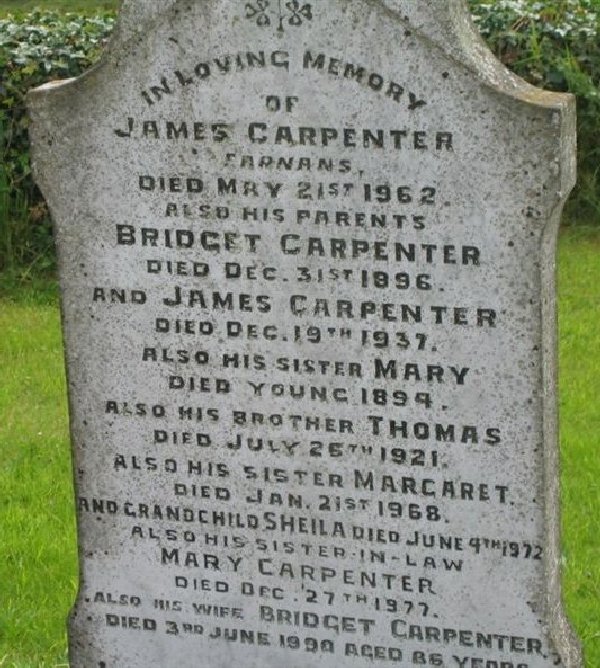 IN LOVING MEMORY
OF
JAMES CARPENTER
FARNANS,
DIED MAY 21ST 1962.
ALSO HIS PARENTS
BRIDGET CARPENTER
DIED DEC. 31ST 1896.
AND JAMES CARPENTER
DIED DEC. 19TH 1937.
ALSO HIS SISTER MARY
DIED YOUNG 1894.
ALSO HIS BROTHER THOMAS
DIED JULY 26TH 1921.
ALSO HIS SISTER MARGARET.
DIED JAN. 21ST 1968.
AND GRANDCHILD SHEILA DIED JUNE 4TH 1972
ALSO HIS SISTER-IN-LAW
MARY CARPENTER
DIED DEC. 27TH 1977.
ALSO HIS WIFE BRIDGET CARPENTER
DIED 3RD JUNE 1990 AGED 86 YEARS